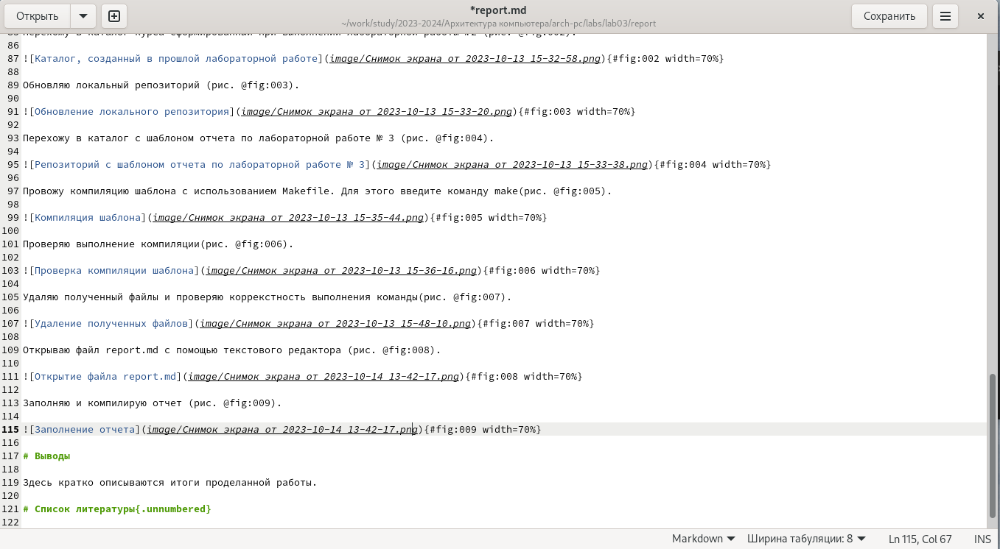 Открыть
*report.md
~/work/study/2023-2024/Архитектура компьютера/arch-pc/labs/lab03/report
Сохранить
86
87 ![Каталог, созданный в прошлой лабораторной работе](image/Снимок экрана от 2023-10-13 15-32-58.png){#fig:002 width=70%}
88
89 Обновляю локальный репозиторий (рис. @fig:003).
90
91 ![Обновление локального репозитория](image/Снимок экрана от 2023-10-13 15-33-20.png){#fig:003 width=70%}
92
93 Перехожу в каталог с шаблоном отчета по лабораторной работе № 3 (рис. @fig:004).
94
95 ![Репозиторий с шаблоном отчета по лабораторной работе № 3](image/Снимок экрана от 2023-10-13 15-33-38.png){#fig:004 width=70%}
96
97 Провожу компиляцию шаблона с использованием Makefile. Для этого введите команду make(рис. @fig:005).
98
99 ![Компиляция шаблона](image/Снимок экрана от 2023-10-13 15-35-44.png){#fig:005 width=70%}
100
101 Проверяю выполнение компиляции(рис. @fig:006).
102
103 ![Проверка компиляции шаблона](image/Снимок экрана от 2023-10-13 15-36-16.png){#fig:006 width=70%}
104
105 Удаляю полученный файлы и проверяю коррекстность выполнения команды(рис. @fig:007).
106
107 ![Удаление полученных файлов](image/Снимок экрана от 2023-10-13 15-48-10.png){#fig:007 width=70%}
108
109 Открываю файл report.md с помощью текстового редактора (рис. @fig:008).
110
111 ![Открытие файла report.md](image/Снимок экрана от 2023-10-14 13-42-17.png){#fig:008 width=70%}
112
113 Заполняю и компилирую отчет (рис. @fig:009).
114
115 ![Заполнение отчета](image/Снимок экрана от 2023-10-14 13-42-17.png){#fig:009 width=70%}
116
117 # Выводы
118
119 Здесь кратко описываются итоги проделанной работы.
120
121 # Список литературы{.unnumbered}
122
Markdown Ширина табуляции: 8 Ln 115, Col 67 INS